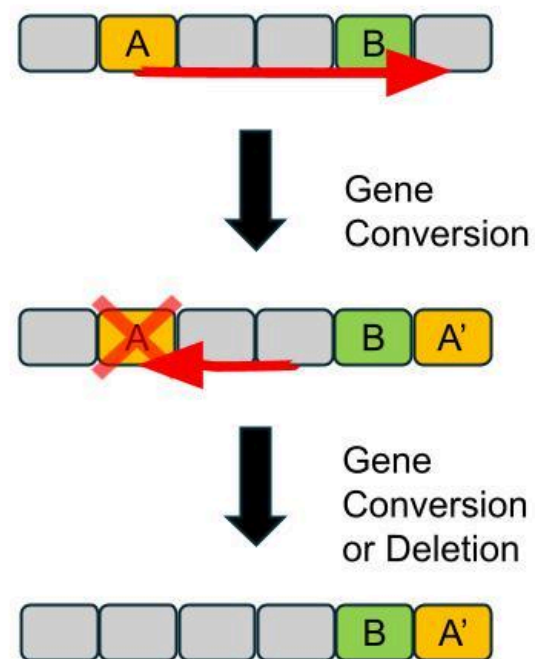 A B
Gene
Conversion
A B A'
Gene
Conversion
or Deletion
B A'